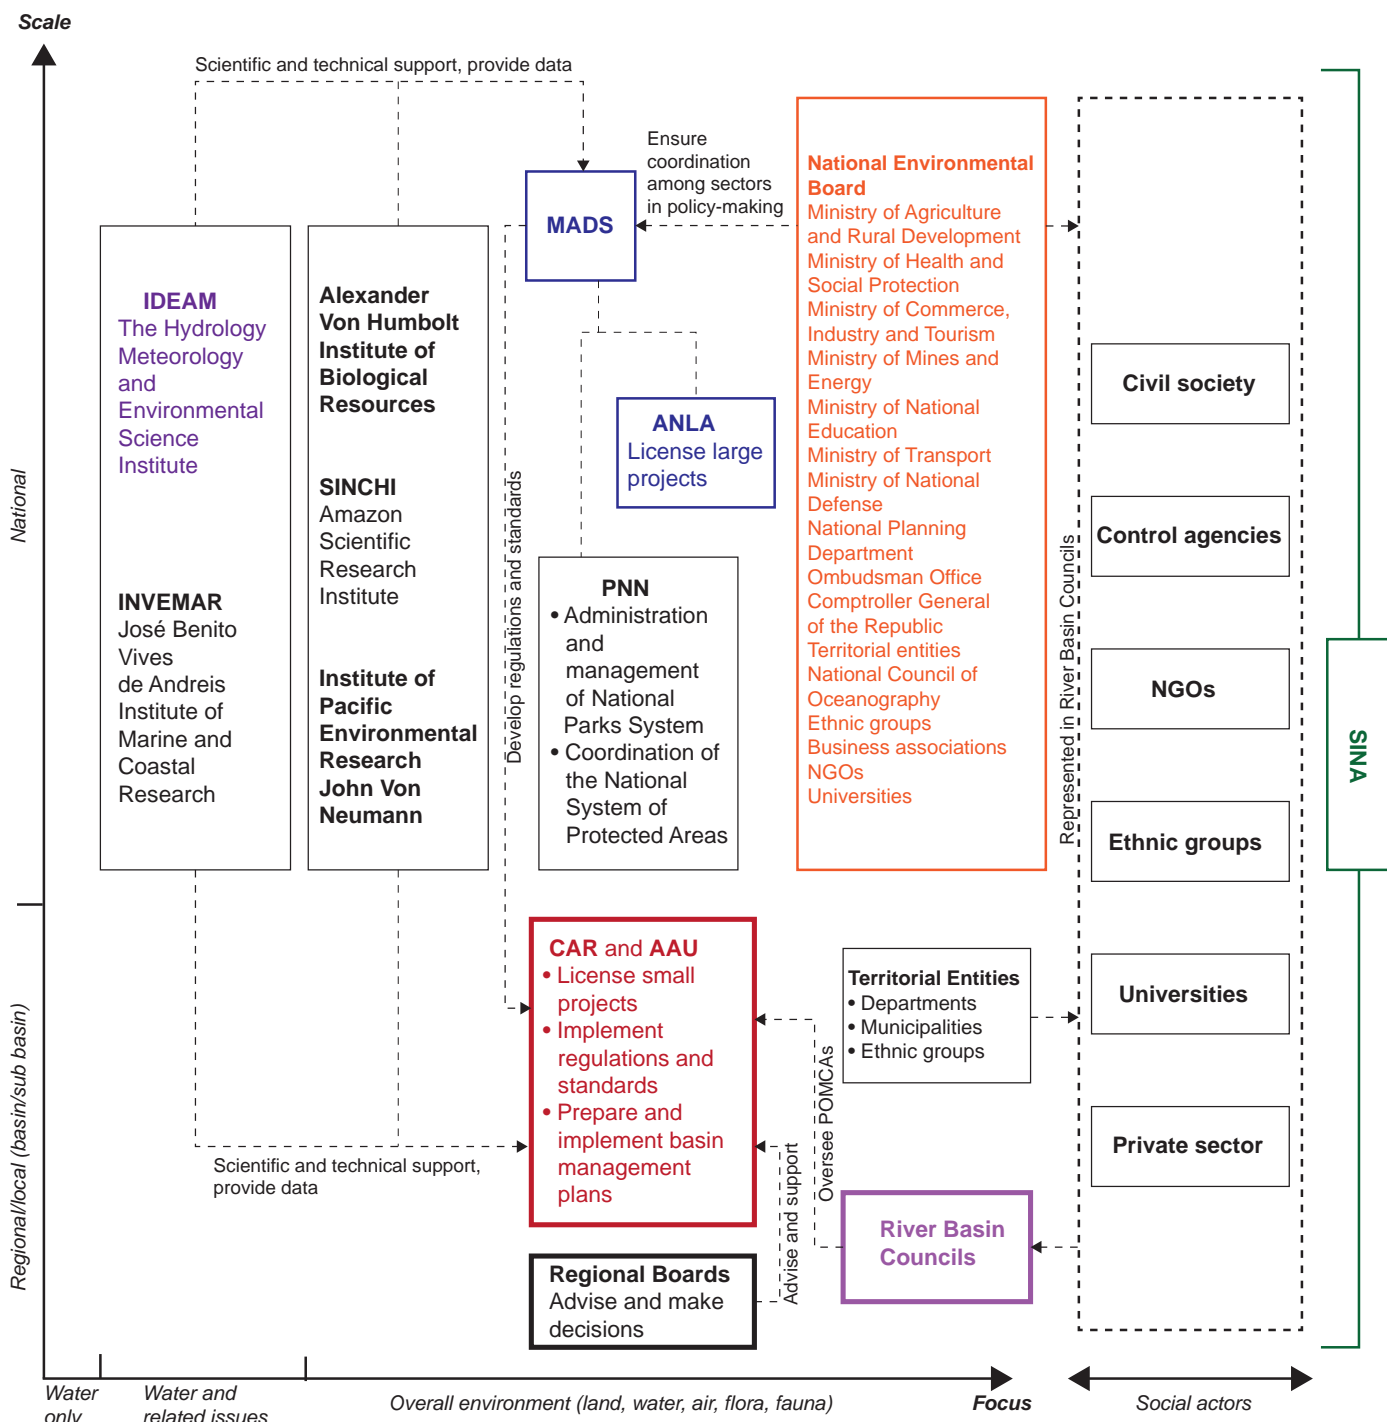 Scale
Scientific and technical support, provide data
Ensure
coordination
among sectors
in policy-making
MADS
IDEAM
The Hydrology
Meteorology
and
Environmental
Science
Institute
INVEMAR
José Benito
Vives
de Andreis
Institute of
Marine and
Coastal
Research
Alexander
Von Humbolt
Institute of
Biological
Resources
SINCHI
Amazon
Scientific
Research
Institute
Institute of
Pacific
Environmental
Research
John Von
Neumann
Develop regulations and standards
ANLA
License large
projects
PNN
• Administration
and
management
of National
Parks System
• Coordination of
the National
System of
Protected Areas
National Environmental
Board
Ministry of Agriculture
and Rural Development
Ministry of Health and
Social Protection
Ministry of Commerce,
Industry and Tourism
Ministry of Mines and
Energy
Ministry of National
Education
Ministry of Transport
Ministry of National
Defense
National Planning
Department
Ombudsman Office
Comptroller General
of the Republic
Territorial entities
National Council of
Oceanography
Ethnic groups
Business associations
NGOs
Universities
Represented in River Basin Councils
Civil society
Control agencies
NGOs
Ethnic groups
Universities
Private sector
SINA
National
Regional/local (basin/sub basin)
CAR and AAU
• License small
projects
• Implement
regulations and
standards
• Prepare and
implement basin
management
plans
Scientific and technical support,
provide data
Territorial Entities
• Departments
• Municipalities
• Ethnic groups
Oversee POMCAs
Advise and support
River Basin
Councils
Regional Boards
Advise and make
decisions
Water
only
Water and
related issues
Overall environment (land, water, air, flora, fauna)
Focus
Social actors